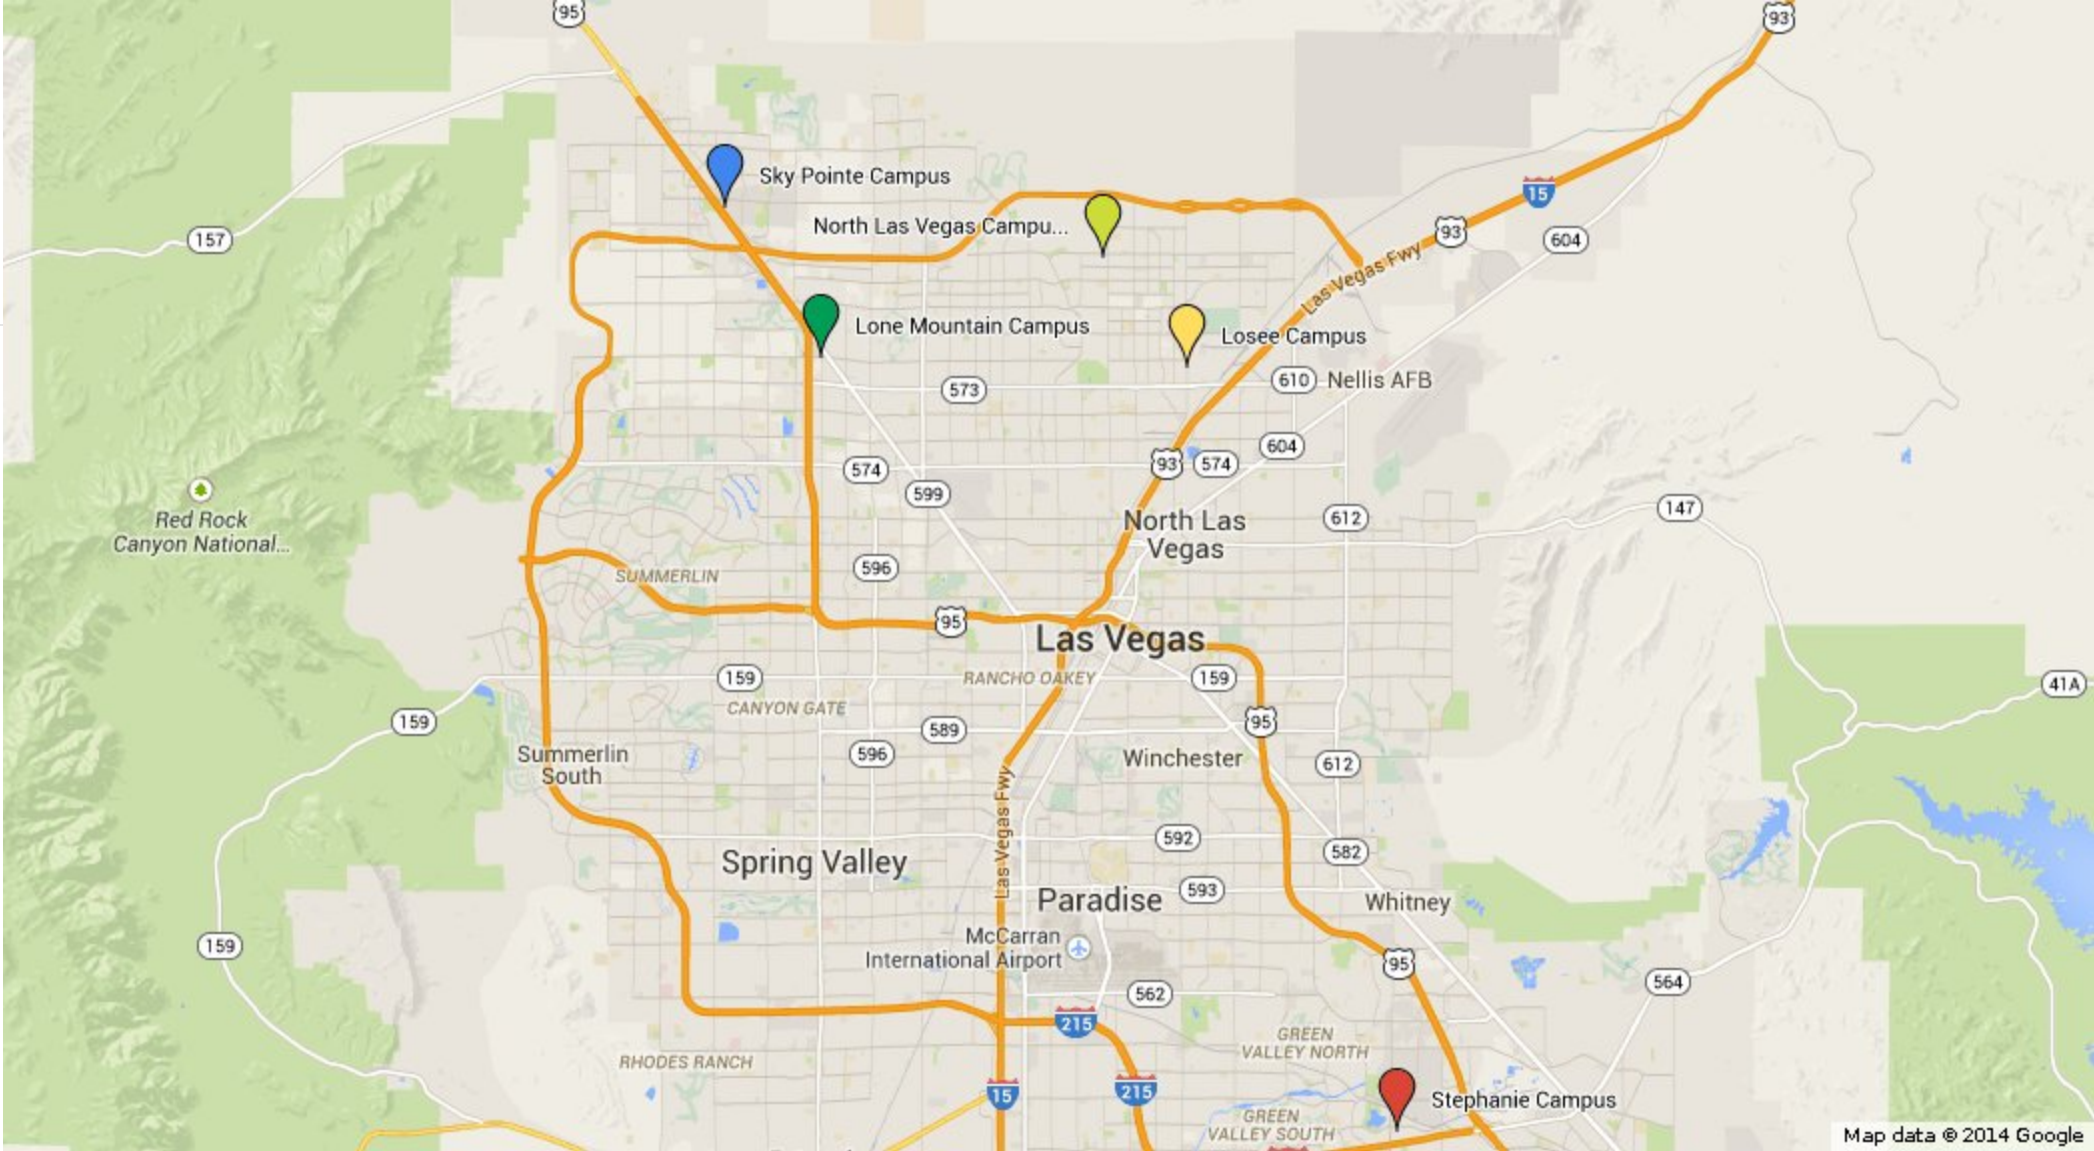 95
93
Sky Pointe Campus
15
North Las Vegas Campu...
93
157
604
Las Vegas Fwy
Lone Mountain Campus
Losee Campus
573
610
Nellis AFB
604
574
93
574
599
Red Rock
Canyon National...
147
612
North Las
Vegas
596
SUMMERLIN
95
Las Vegas
159
RANCHO OAKEY
159
41A
CANYON GATE
159
589
95
Summerlin
South
596
Winchester
612
Las Vegas Fwy
592
582
Spring Valley
593
Paradise
Whitney
159
McCarran
International Airport
95
564
562
215
GREEN
VALLEY NORTH
RHODES RANCH
15
215
Stephanie Campus
GREEN
VALLEY SOUTH
Map data © 2014 Google